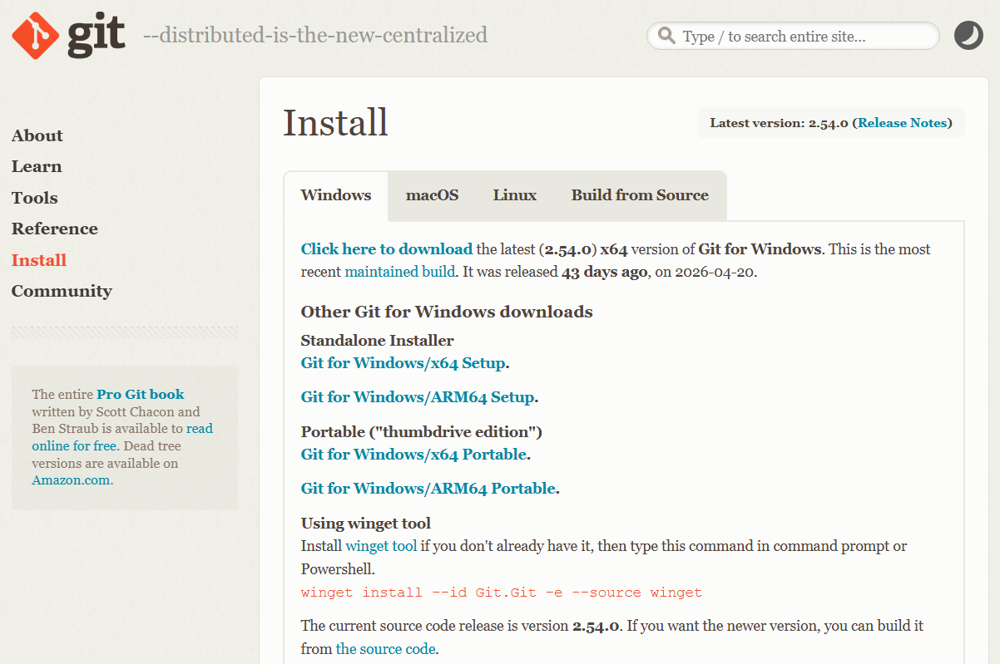 git --distributed-is-the-new-centralized
Type / to search entire site...
About
Learn
Tools
Reference
Install
Community
The entire Pro Git book
written by Scott Chacon and
Ben Straub is available to read
online for free. Dead tree
versions are available on
Amazon.com.
Install
Latest version: 2.54.0 (Release Notes)
Windows macOS Linux Build from Source
Click here to download the latest (2.54.0) x64 version of Git for Windows. This is the most
recent maintained build. It was released 43 days ago, on 2026-04-20.
Other Git for Windows downloads
Standalone Installer
Git for Windows/x64 Setup.
Git for Windows/ARM64 Setup.
Portable ("thumbdrive edition")
Git for Windows/x64 Portable.
Git for Windows/ARM64 Portable.
Using winget tool
Install winget tool if you don't already have it, then type this command in command prompt or
Powershell.
winget install --id Git.Git -e --source winget
The current source code release is version 2.54.0. If you want the newer version, you can build it
from the source code.